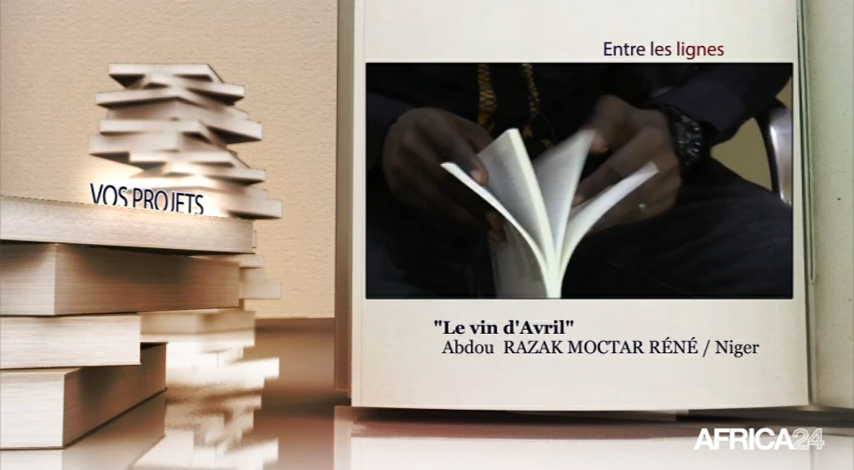 Entre les lignes
VOS PROJETS
"Le vin d'Avril"
Abdou RAZAK MOCTAR RÉNÉ / Niger
AFRICA24